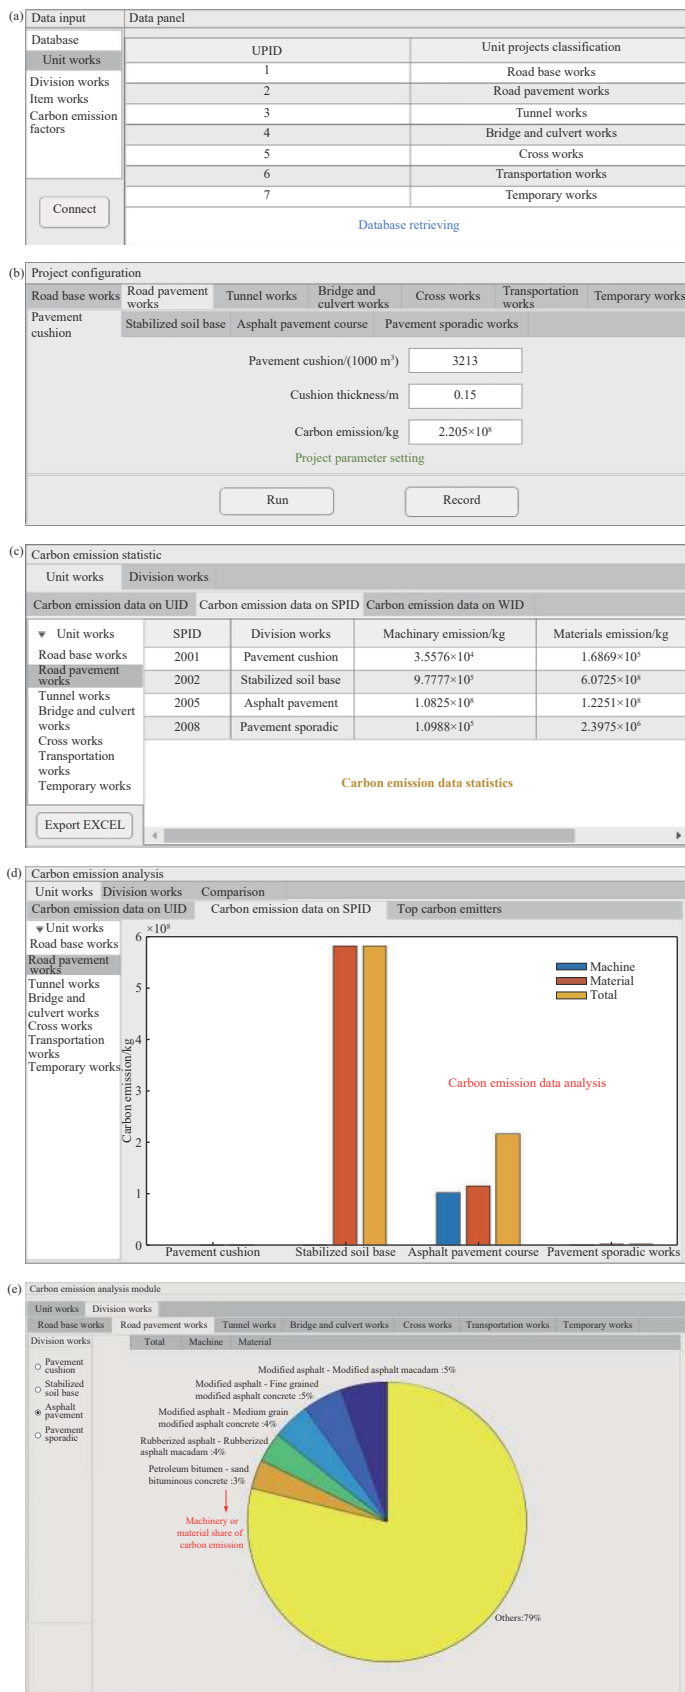 (a)
Data input
Data panel
Database
Unit works
Division works
Item works
Carbon emission
factors
Connect
UPID
Unit projects classification
1
Road base works
2
Road pavement works
3
Tunnel works
4
Bridge and culvert works
5
Cross works
6
Transportation works
7
Temporary works
Database retrieving
(b)
Project configuration
Road base works
Road pavement
works
Tunnel works
Bridge and
culvert works
Cross works
Transportation
works
Temporary works
Pavement
cushion
Stabilized soil base
Asphalt pavement course
Pavement sporadic works
Pavement cushion/(1000 m³)
3213
Cushion thickness/m
0.15
Carbon emission/kg
2.205×10⁸
Project parameter setting
Run
Record
(c)
Carbon emission statistic
Unit works
Division works
Carbon emission data on UID
Carbon emission data on SPID
Carbon emission data on WID
Unit works
Road base works
Road pavement
works
Tunnel works
Bridge and culvert
works
Cross works
Transportation
works
Temporary works
Export EXCEL
SPID
Division works
Machinary emission/kg
Materials emission/kg
2001
Pavement cushion
3.5576×10⁴
1.6869×10⁵
2002
Stabilized soil base
9.7777×10⁵
6.0725×10⁸
2005
Asphalt pavement
1.0825×10⁸
1.2251×10⁸
2008
Pavement sporadic
1.0988×10⁵
2.3975×10⁶
Carbon emission data statistics
(d)
Carbon emission analysis
Unit works
Division works
Comparison
Carbon emission data on UID
Carbon emission data on SPID
Top carbon emitters
Unit works
Road base works
Road pavement
works
Tunnel works
Bridge and
culvert works
Cross works
Transportation
works
Temporary works
×10⁸
6
5
4
3
2
1
0
Carbon emission/kg
Machine
Material
Total
Carbon emission data analysis
Pavement cushion
Stabilized soil base
Asphalt pavement course
Pavement sporadic works
(e)
Carbon emission analysis module
Unit works
Division works
Road base works
Road pavement works
Tunnel works
Bridge and culvert works
Cross works
Transportation works
Temporary works
Division works
Pavement
cushion
Stabilized
soil base
Asphalt
pavement
Pavement
sporadic
Total
Machine
Material
Modified asphalt - Modified asphalt macadam :5%
Modified asphalt - Fine grained
modified asphalt concrete :5%
Modified asphalt - Medium grain
modified asphalt concrete :4%
Rubberized asphalt - Rubberized
asphalt macadam :4%
Petroleum bitumen - sand
bituminous concrete :3%
Machinery or
material share of
carbon emission
Others:79%